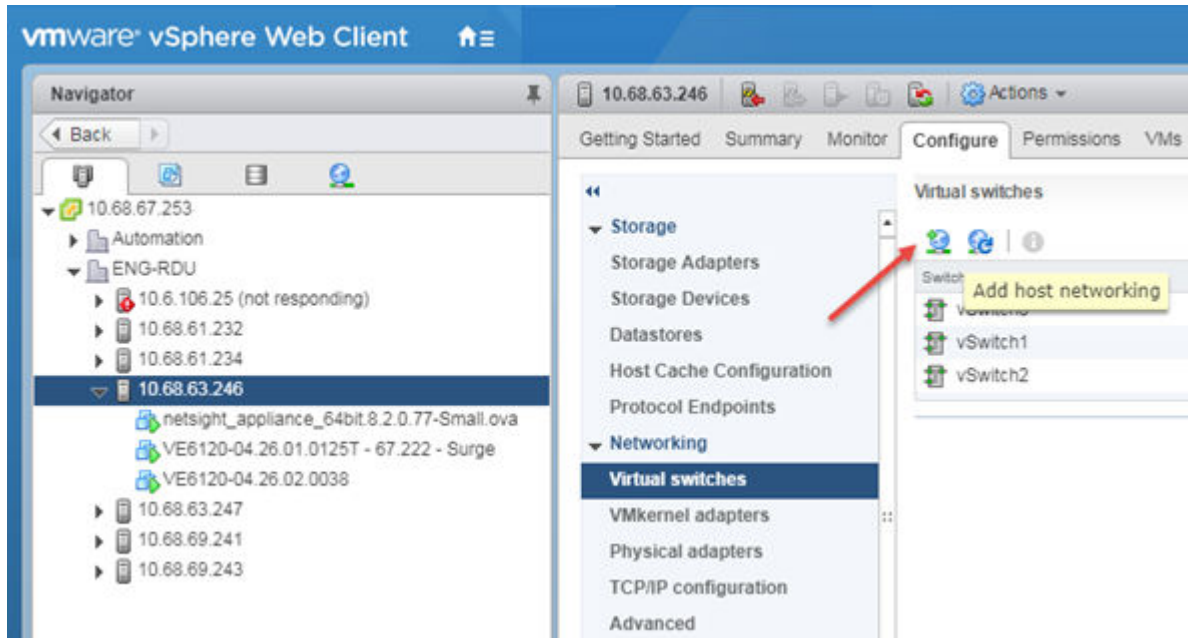 vmware vSphere Web Client
Navigator
Back
10.68.67.253
Automation
ENG-RDU
10.6.106.25 (not responding)
10.68.61.232
10.68.61.234
10.68.63.246
netsight_appliance_64bit.8.2.0.77-Small.ova
VE6120-04.26.01.0125T - 67.222 - Surge
VE6120-04.26.02.0038
10.68.63.247
10.68.69.241
10.68.69.243
10.68.63.246
Actions
Getting Started Summary Monitor Configure Permissions VMs
Storage
Storage Adapters
Storage Devices
Datastores
Host Cache Configuration
Protocol Endpoints
Networking
Virtual switches
VMkernel adapters
Physical adapters
TCP/IP configuration
Advanced
Virtual switches
Add host networking
vSwitch1
vSwitch2